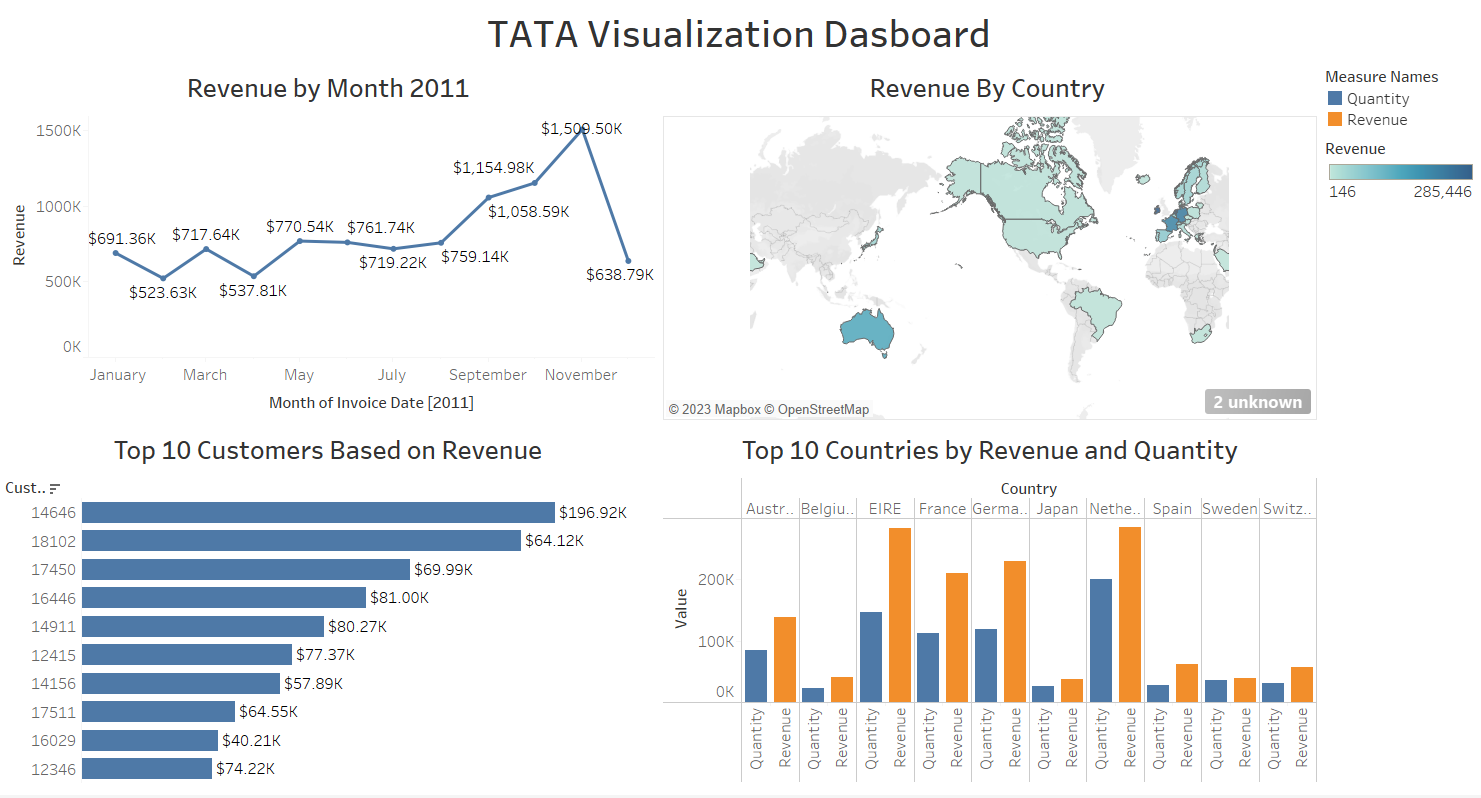 TATA Visualization Dasboard
Revenue by Month 2011
Revenue
1500K
1000K
500K
0K
$691.36K
$523.63K
$717.64K
$537.81K
$770.54K
$761.74K
$719.22K
$759.14K
$1,058.59K
$1,154.98K
$1,509.50K
$638.79K
January March May July September November
Month of Invoice Date [2011]
Revenue By Country
© 2023 Mapbox © OpenStreetMap
2 unknown
Measure Names
Quantity
Revenue
Revenue
146 285,446
Top 10 Customers Based on Revenue
Cust..
14646 $196.92K
18102 $64.12K
17450 $69.99K
16446 $81.00K
14911 $80.27K
12415 $77.37K
14156 $57.89K
17511 $64.55K
16029 $40.21K
12346 $74.22K
Top 10 Countries by Revenue and Quantity
Country
Austr.. Belgiu.. EIRE France Germa.. Japan Nethe.. Spain Sweden Switz..
Value
200K
100K
0K
Quantity Revenue Quantity Revenue Quantity Revenue Quantity Revenue Quantity Revenue Quantity Revenue Quantity Revenue Quantity Revenue Quantity Revenue Quantity Revenue